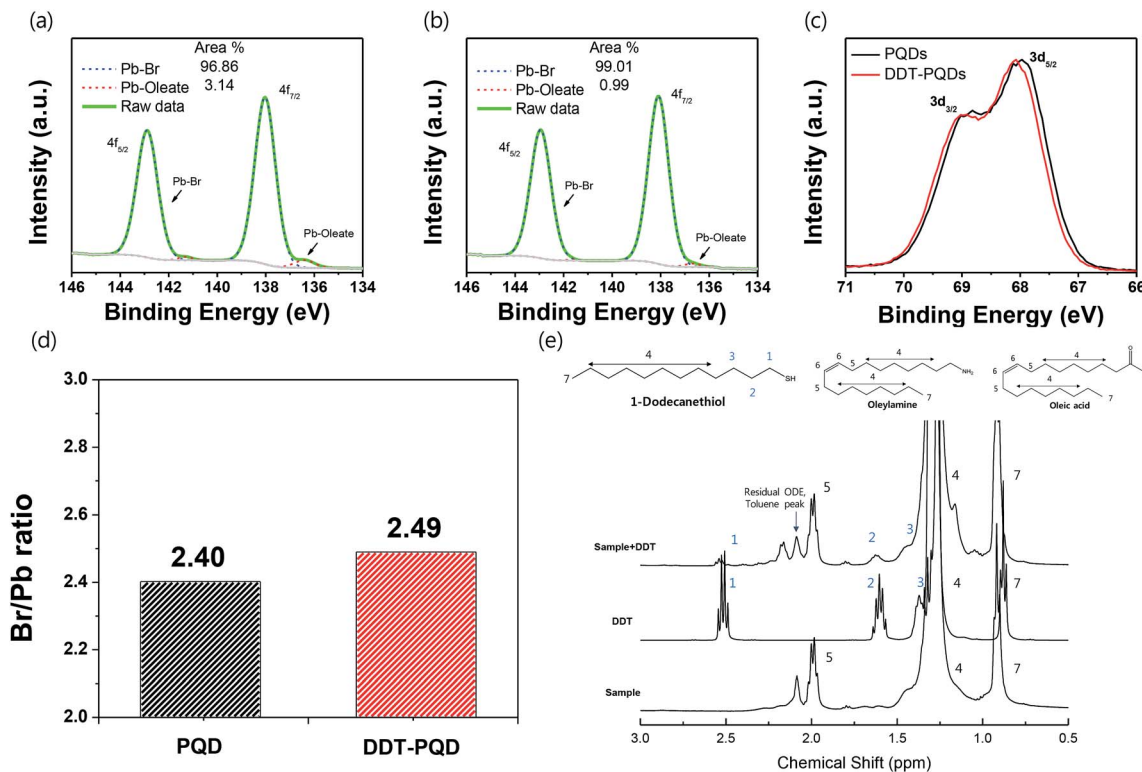 (a)
Area %
Pb-Br 96.86
Pb-Oleate 3.14
Raw data
4f7/2
4f5/2
Pb-Br
Pb-Oleate
Intensity (a.u.)
146 144 142 140 138 136 134
Binding Energy (eV)
(b)
Area %
Pb-Br 99.01
Pb-Oleate 0.99
Raw data
4f7/2
4f5/2
Pb-Br
Pb-Oleate
Intensity (a.u.)
146 144 142 140 138 136 134
Binding Energy (eV)
(c)
PQDs
DDT-PQDs
3d5/2
3d3/2
Intensity (a.u.)
71 70 69 68 67 66
Binding Energy (eV)
(d)
3.0
2.8
2.6
2.4
2.2
2.0
Br/Pb ratio
2.40
2.49
PQD DDT-PQD
(e)
4 3 1
7 2 SH
1-Dodecanethiol
6 6 5 4
NH2
5 4 7
Oleylamine
6 6 5 4
O
5 4 7
Oleic acid
Residual ODE,
Toluene peak
1 5 2 3 4 7
Sample+DDT
1 2 3 4 7
DDT
5 4 7
Sample
3.0 2.5 2.0 1.5 1.0 0.5
Chemical Shift (ppm)